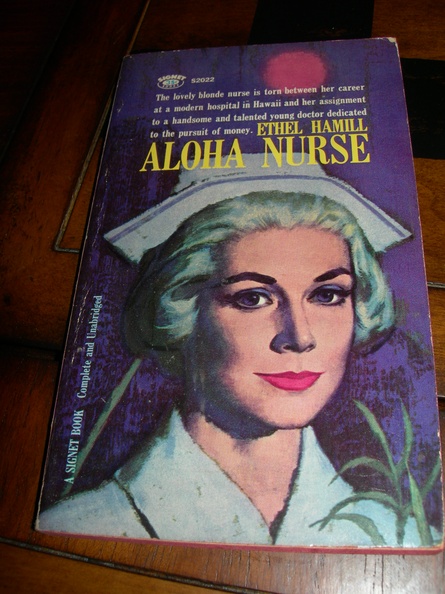 SIGNET
BOOKS
S2022
The lovely blonde nurse is torn between her career
at a modern hospital in Hawaii and her assignment
to a handsome and talented young doctor dedicated
to the pursuit of money. ETHEL HAMILL
ALOHA NURSE
A SIGNET BOOK Complete and Unabridged